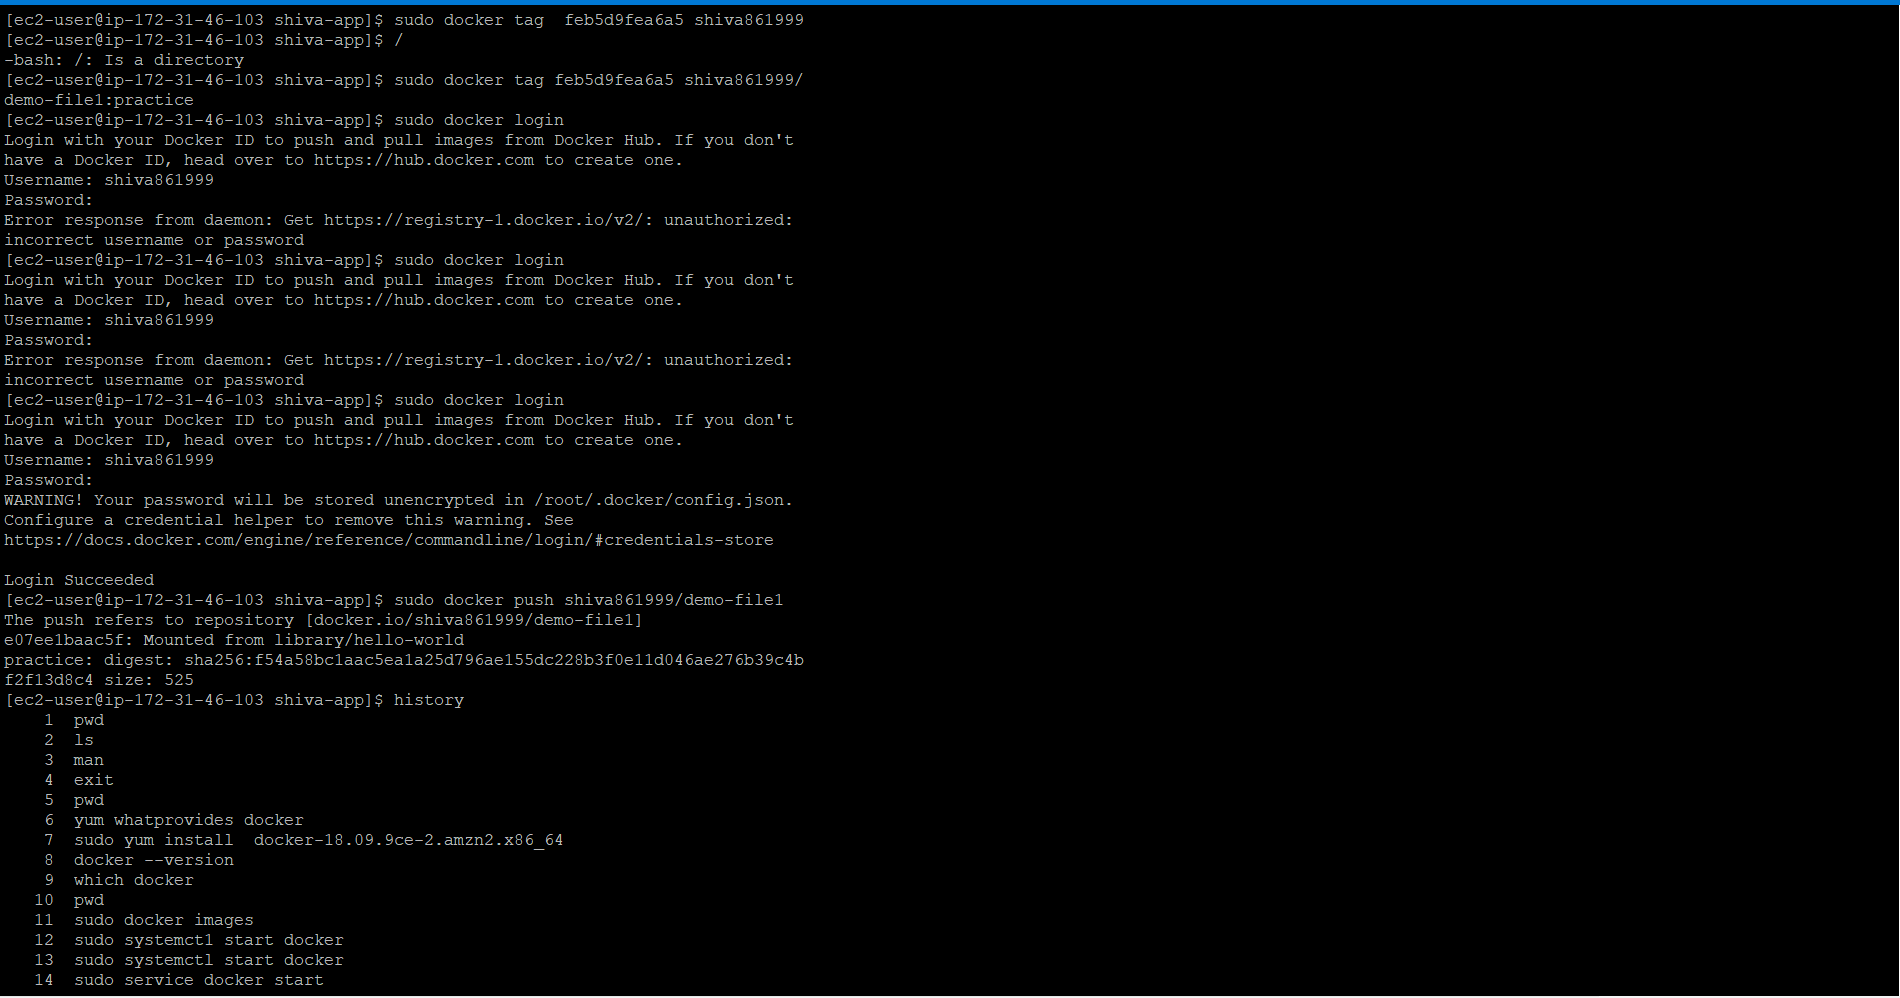 [ec2-user@ip-172-31-46-103 shiva-app]$ sudo docker tag  feb5d9fea6a5 shiva861999
[ec2-user@ip-172-31-46-103 shiva-app]$ /
-bash: /: Is a directory
[ec2-user@ip-172-31-46-103 shiva-app]$ sudo docker tag feb5d9fea6a5 shiva861999/
demo-file1:practice
[ec2-user@ip-172-31-46-103 shiva-app]$ sudo docker login
Login with your Docker ID to push and pull images from Docker Hub. If you don't
have a Docker ID, head over to https://hub.docker.com to create one.
Username: shiva861999
Password:
Error response from daemon: Get https://registry-1.docker.io/v2/: unauthorized:
incorrect username or password
[ec2-user@ip-172-31-46-103 shiva-app]$ sudo docker login
Login with your Docker ID to push and pull images from Docker Hub. If you don't
have a Docker ID, head over to https://hub.docker.com to create one.
Username: shiva861999
Password:
Error response from daemon: Get https://registry-1.docker.io/v2/: unauthorized:
incorrect username or password
[ec2-user@ip-172-31-46-103 shiva-app]$ sudo docker login
Login with your Docker ID to push and pull images from Docker Hub. If you don't
have a Docker ID, head over to https://hub.docker.com to create one.
Username: shiva861999
Password:
WARNING! Your password will be stored unencrypted in /root/.docker/config.json.
Configure a credential helper to remove this warning. See
https://docs.docker.com/engine/reference/commandline/login/#credentials-store

Login Succeeded
[ec2-user@ip-172-31-46-103 shiva-app]$ sudo docker push shiva861999/demo-file1
The push refers to repository [docker.io/shiva861999/demo-file1]
e07ee1baac5f: Mounted from library/hello-world
practice: digest: sha256:f54a58bc1aac5ea1a25d796ae155dc228b3f0e11d046ae276b39c4b
f2f13d8c4 size: 525
[ec2-user@ip-172-31-46-103 shiva-app]$ history
    1  pwd
    2  ls
    3  man
    4  exit
    5  pwd
    6  yum whatprovides docker
    7  sudo yum install  docker-18.09.9ce-2.amzn2.x86_64
    8  docker --version
    9  which docker
   10  pwd
   11  sudo docker images
   12  sudo systemct1 start docker
   13  sudo systemctl start docker
   14  sudo service docker start